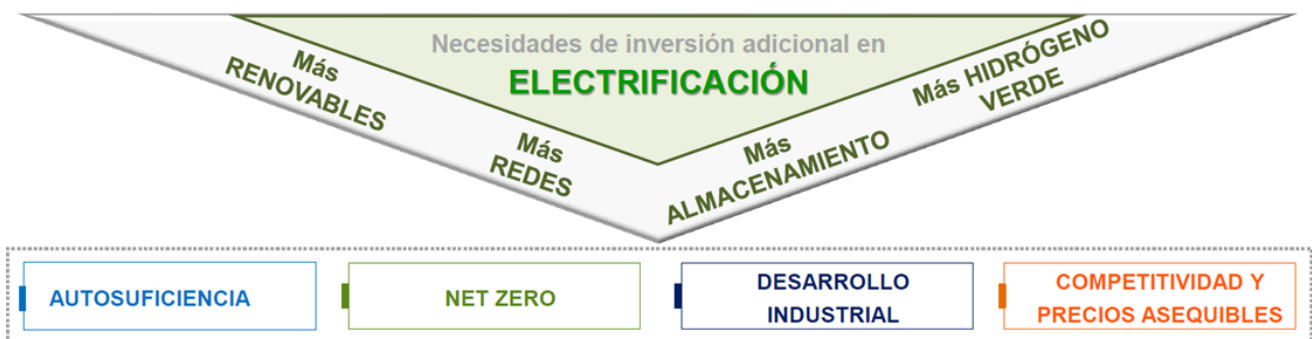 Necesidades de inversión adicional en
ELECTRIFICACIÓN
Más
RENOVABLES
Más
REDES
Más
ALMACENAMIENTO
Más HIDRÓGENO
VERDE
AUTOSUFICIENCIA
NET ZERO
DESARROLLO
INDUSTRIAL
COMPETITIVIDAD Y
PRECIOS ASEQUIBLES